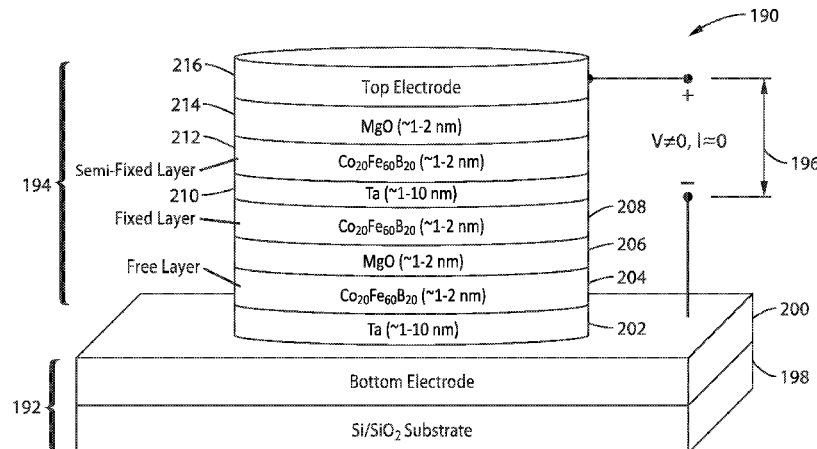 190
216
Top Electrode
+
214
MgO (~1-2 nm)
212
V≠0, I≈0
Semi-Fixed Layer
Co20Fe60B20 (~1-2 nm)
196
194
210
Ta (~1-10 nm)
–
Fixed Layer
Co20Fe60B20 (~1-2 nm)
208
MgO (~1-2 nm)
206
Free Layer
Co20Fe60B20 (~1-2 nm)
204
Ta (~1-10 nm)
202
200
Bottom Electrode
198
192
Si/SiO2 Substrate